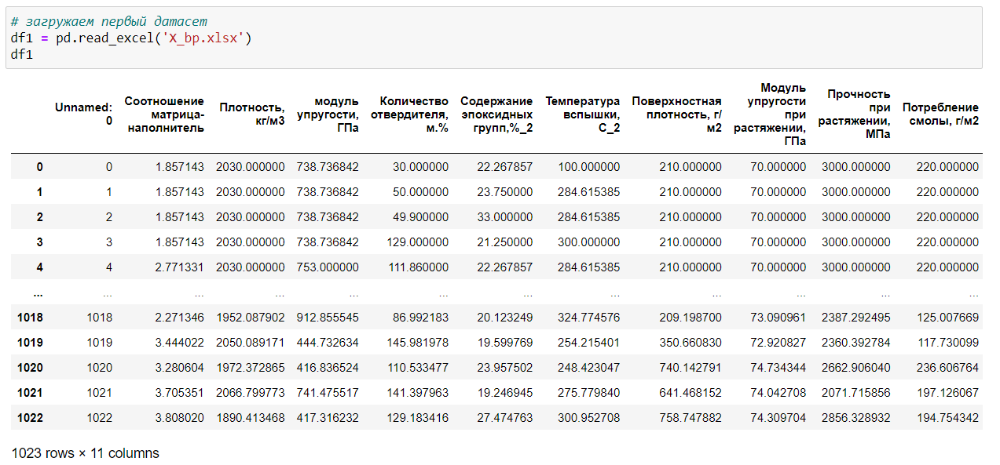 # загружаем первый датасет
df1 = pd.read_excel('X_bp.xlsx')
df1
Unnamed: 0 Соотношение матрица-наполнитель Плотность, кг/м3 модуль упругости, ГПа Количество отвердителя, м.% Содержание эпоксидных групп,%_2 Температура вспышки, С_2 Поверхностная плотность, г/м2 Модуль упругости при растяжении, ГПа Прочность при растяжении, МПа Потребление смолы, г/м2
0 0 1.857143 2030.000000 738.736842 30.000000 22.267857 100.000000 210.000000 70.000000 3000.000000 220.000000
1 1 1.857143 2030.000000 738.736842 50.000000 23.750000 284.615385 210.000000 70.000000 3000.000000 220.000000
2 2 1.857143 2030.000000 738.736842 49.900000 33.000000 284.615385 210.000000 70.000000 3000.000000 220.000000
3 3 1.857143 2030.000000 738.736842 129.000000 21.250000 300.000000 210.000000 70.000000 3000.000000 220.000000
4 4 2.771331 2030.000000 753.000000 111.860000 22.267857 284.615385 210.000000 70.000000 3000.000000 220.000000
... ... ... ... ... ... ... ... ... ... ... ...
1018 1018 2.271346 1952.087902 912.855545 86.992183 20.123249 324.774576 209.198700 73.090961 2387.292495 125.007669
1019 1019 3.444022 2050.089171 444.732634 145.981978 19.599769 254.215401 350.660830 72.920827 2360.392784 117.730099
1020 1020 3.280604 1972.372865 416.836524 110.533477 23.957502 248.423047 740.142791 74.734344 2662.906040 236.606764
1021 1021 3.705351 2066.799773 741.475517 141.397963 19.246945 275.779840 641.468152 74.042708 2071.715856 197.126067
1022 1022 3.808020 1890.413468 417.316232 129.183416 27.474763 300.952708 758.747882 74.309704 2856.328932 194.754342
1023 rows × 11 columns